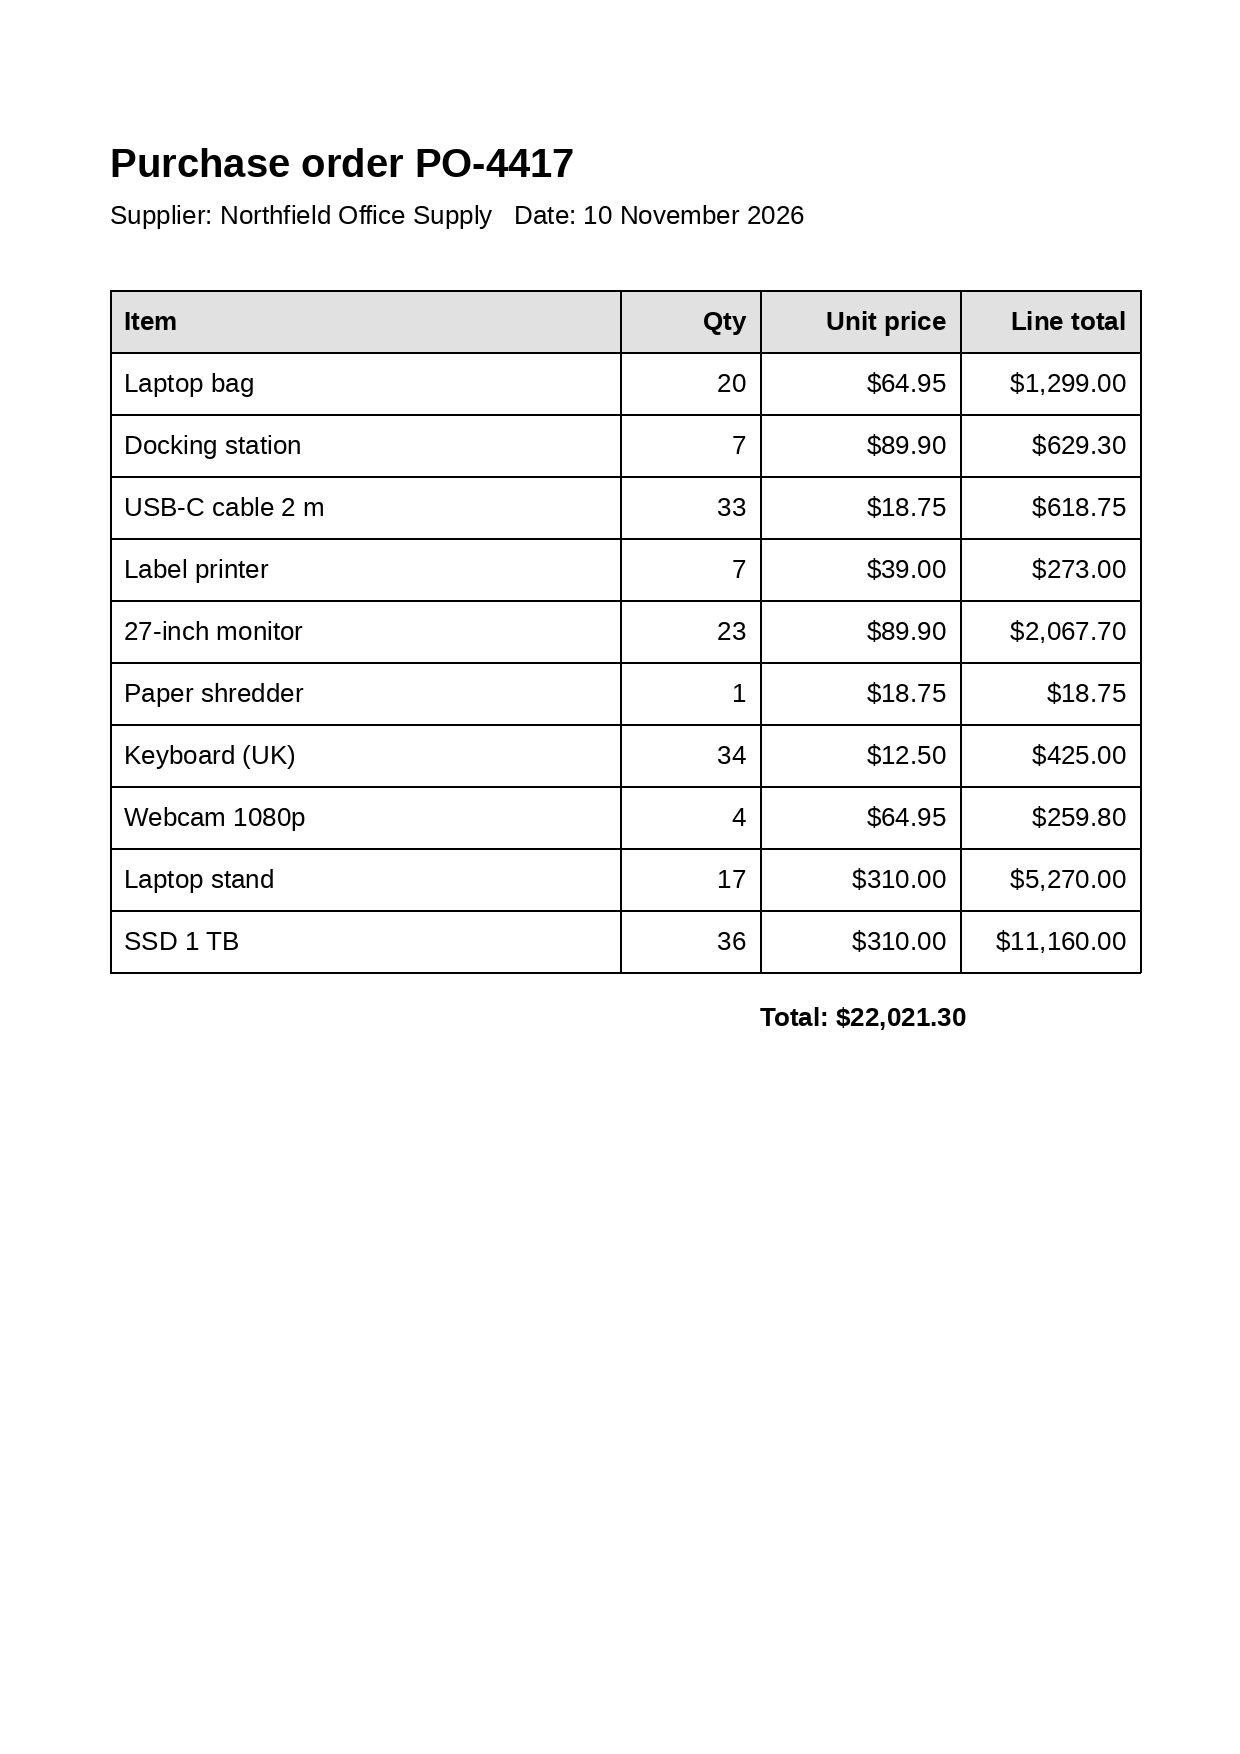 Purchase order PO-4417
Supplier: Northfield Office Supply   Date: 10 November 2026
Item Qty Unit price Line total
Laptop bag 20 $64.95 $1,299.00
Docking station 7 $89.90 $629.30
USB-C cable 2 m 33 $18.75 $618.75
Label printer 7 $39.00 $273.00
27-inch monitor 23 $89.90 $2,067.70
Paper shredder 1 $18.75 $18.75
Keyboard (UK) 34 $12.50 $425.00
Webcam 1080p 4 $64.95 $259.80
Laptop stand 17 $310.00 $5,270.00
SSD 1 TB 36 $310.00 $11,160.00
Total: $22,021.30